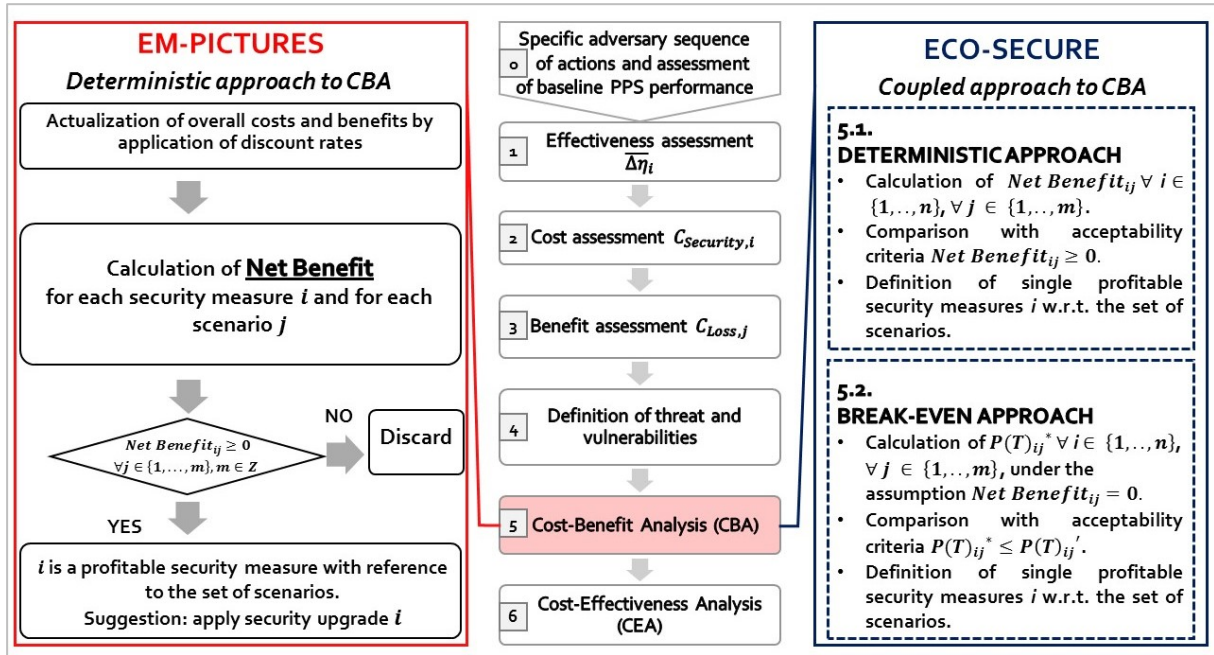 EM-PICTURES
Deterministic approach to CBA
Actualization of overall costs and benefits by
application of discount rates
Calculation of Net Benefit
for each security measure i and for each
scenario j
Net Benefitᵢⱼ ≥ 0
∀j ∈ {1, … , m}, m ∈ Z
NO
Discard
YES
i is a profitable security measure with reference
to the set of scenarios.
Suggestion: apply security upgrade i
0
Specific adversary sequence
of actions and assessment
of baseline PPS performance
1
Effectiveness assessment
\overline{Δη_i}
2 Cost assessment C_{Security,i}
3 Benefit assessment C_{Loss,j}
4
Definition of threat and
vulnerabilities
5 Cost-Benefit Analysis (CBA)
6
Cost-Effectiveness Analysis
(CEA)
ECO-SECURE
Coupled approach to CBA
5.1.
DETERMINISTIC APPROACH
• Calculation of Net Benefitᵢⱼ ∀ i ∈
{1, . . , n}, ∀ j ∈ {1, . . , m}.
• Comparison with acceptability
criteria Net Benefitᵢⱼ ≥ 0.
• Definition of single profitable
security measures i w.r.t. the set of
scenarios.
5.2.
BREAK-EVEN APPROACH
• Calculation of P(T)ᵢⱼ* ∀ i ∈ {1, . . , n},
∀ j ∈ {1, . . , m}, under the
assumption Net Benefitᵢⱼ = 0.
• Comparison with acceptability
criteria P(T)ᵢⱼ* ≤ P(T)ᵢⱼ′.
• Definition of single profitable
security measures i w.r.t. the set of
scenarios.